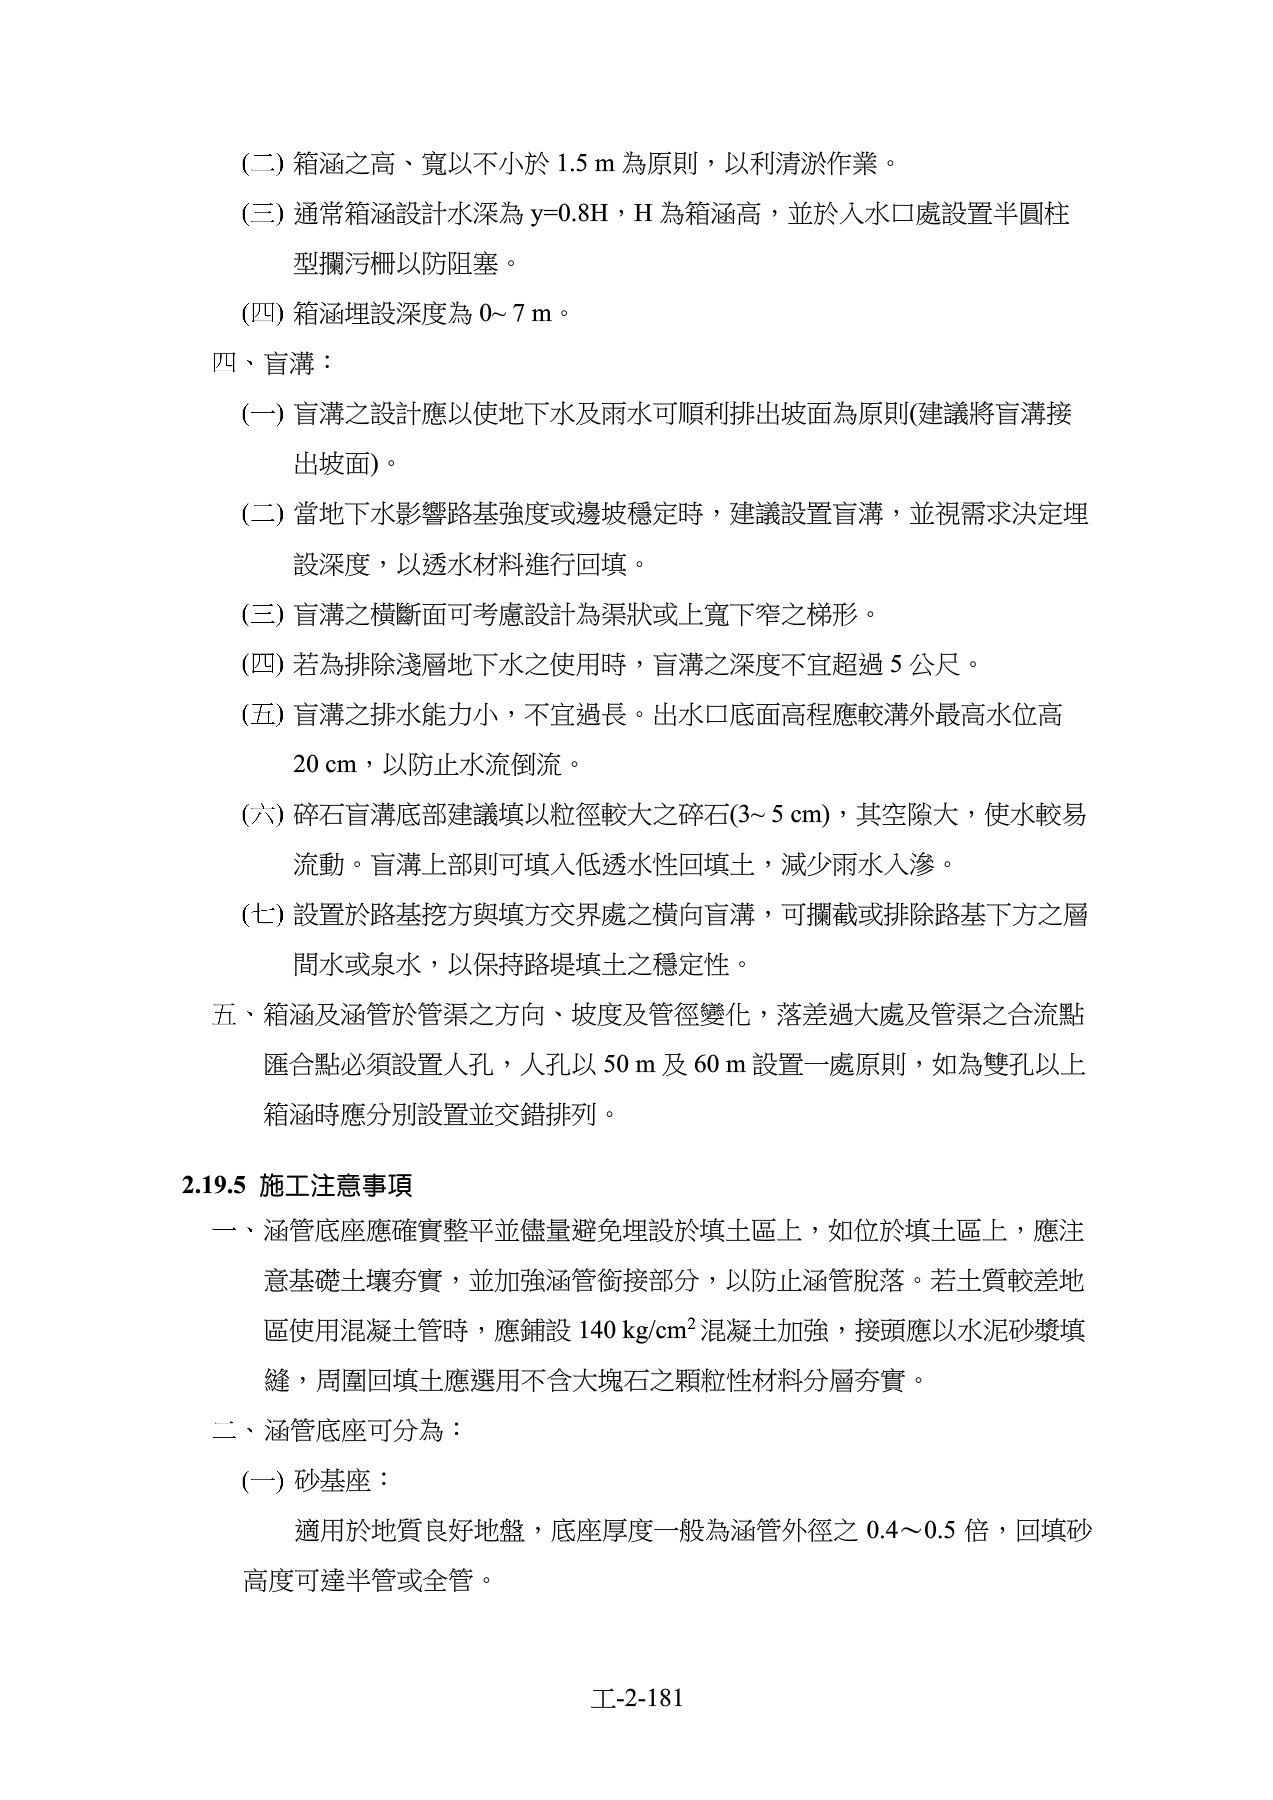 (二) 箱涵之高、寬以不小於 1.5 m 為原則，以利清淤作業。
(三) 通常箱涵設計水深為 y=0.8H，H 為箱涵高，並於入水口處設置半圓柱
型攔污柵以防阻塞。
(四) 箱涵埋設深度為 0~ 7 m。
四、盲溝：
(一) 盲溝之設計應以使地下水及雨水可順利排出坡面為原則(建議將盲溝接
出坡面)。
(二) 當地下水影響路基強度或邊坡穩定時，建議設置盲溝，並視需求決定埋
設深度，以透水材料進行回填。
(三) 盲溝之橫斷面可考慮設計為渠狀或上寬下窄之梯形。
(四) 若為排除淺層地下水之使用時，盲溝之深度不宜超過 5 公尺。
(五) 盲溝之排水能力小，不宜過長。出水口底面高程應較溝外最高水位高
20 cm，以防止水流倒流。
(六) 碎石盲溝底部建議填以粒徑較大之碎石(3~ 5 cm)，其空隙大，使水較易
流動。盲溝上部則可填入低透水性回填土，減少雨水入滲。
(七) 設置於路基挖方與填方交界處之橫向盲溝，可攔截或排除路基下方之層
間水或泉水，以保持路堤填土之穩定性。
五、箱涵及涵管於管渠之方向、坡度及管徑變化，落差過大處及管渠之合流點
匯合點必須設置人孔，人孔以 50 m 及 60 m 設置一處原則，如為雙孔以上
箱涵時應分別設置並交錯排列。
2.19.5 施工注意事項
一、涵管底座應確實整平並儘量避免埋設於填土區上，如位於填土區上，應注
意基礎土壤夯實，並加強涵管銜接部分，以防止涵管脫落。若土質較差地
區使用混凝土管時，應鋪設 140 kg/cm² 混凝土加強，接頭應以水泥砂漿填
縫，周圍回填土應選用不含大塊石之顆粒性材料分層夯實。
二、涵管底座可分為：
(一) 砂基座：
適用於地質良好地盤，底座厚度一般為涵管外徑之 0.4～0.5 倍，回填砂
高度可達半管或全管。
工-2-181